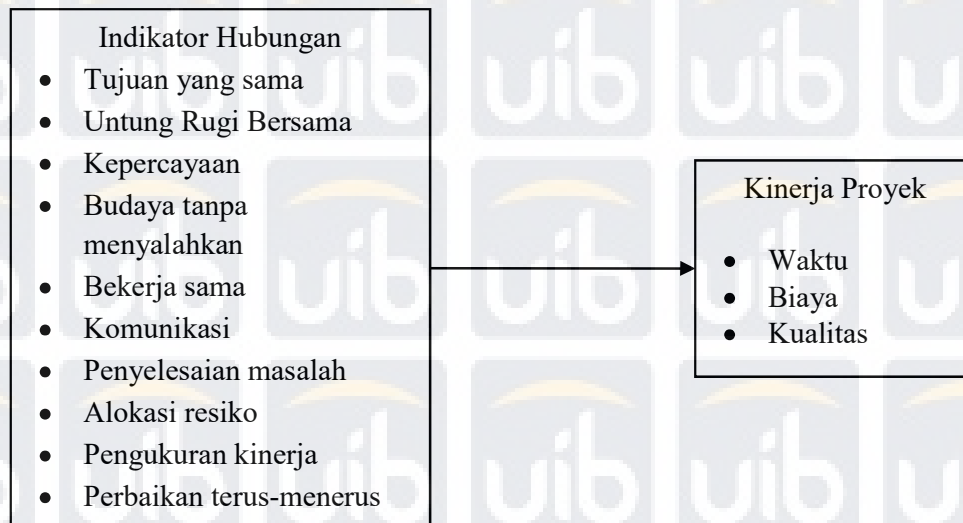 Indikator Hubungan
• Tujuan yang sama
• Untung Rugi Bersama
• Kepercayaan
• Budaya tanpa
menyalahkan
• Bekerja sama
• Komunikasi
• Penyelesaian masalah
• Alokasi resiko
• Pengukuran kinerja
• Perbaikan terus-menerus
Kinerja Proyek
• Waktu
• Biaya
• Kualitas
uib